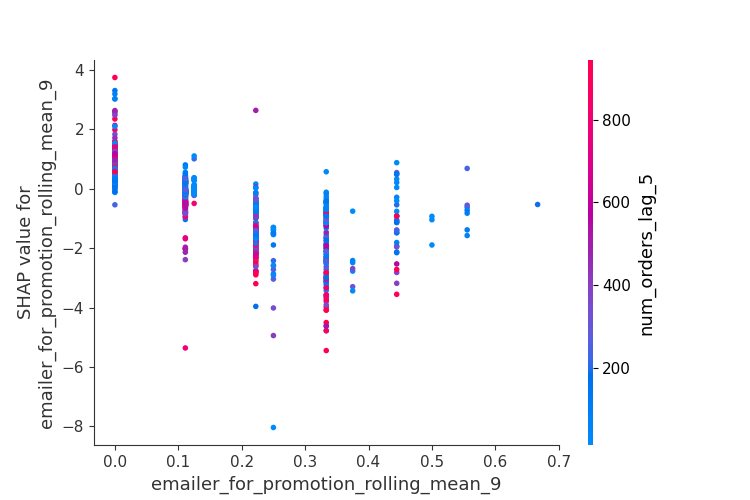 4
2
0
−2
−4
−6
−8
SHAP value for
emailer_for_promotion_rolling_mean_9
0.0 0.1 0.2 0.3 0.4 0.5 0.6 0.7
emailer_for_promotion_rolling_mean_9
800
600
400
200
num_orders_lag_5